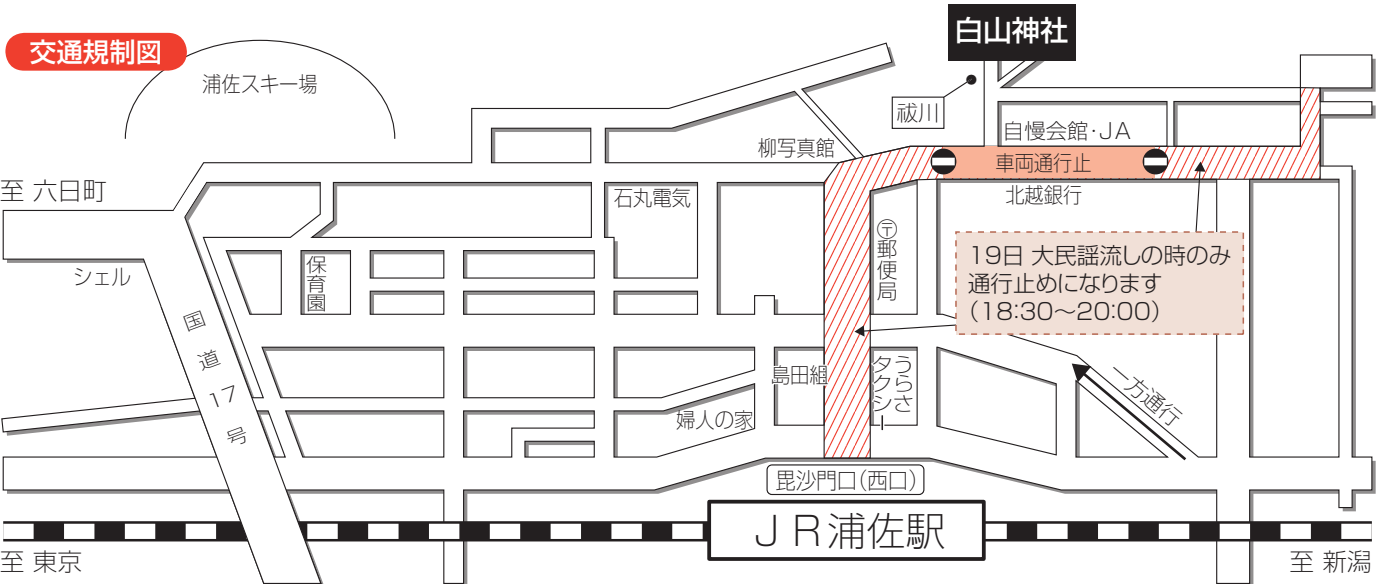 交通規制図
浦佐スキー場
白山神社
祓川
自慢会館・JA
柳写真館
車両通行止
至 六日町
石丸電気
北越銀行
〒郵便局
19日 大民謡流しの時のみ
通行止めになります
(18:30〜20:00)
シェル
保育園
国道17号
島田組
うらさ
タクシー
一方通行
婦人の家
毘沙門口(西口)
JR浦佐駅
至 東京
至 新潟